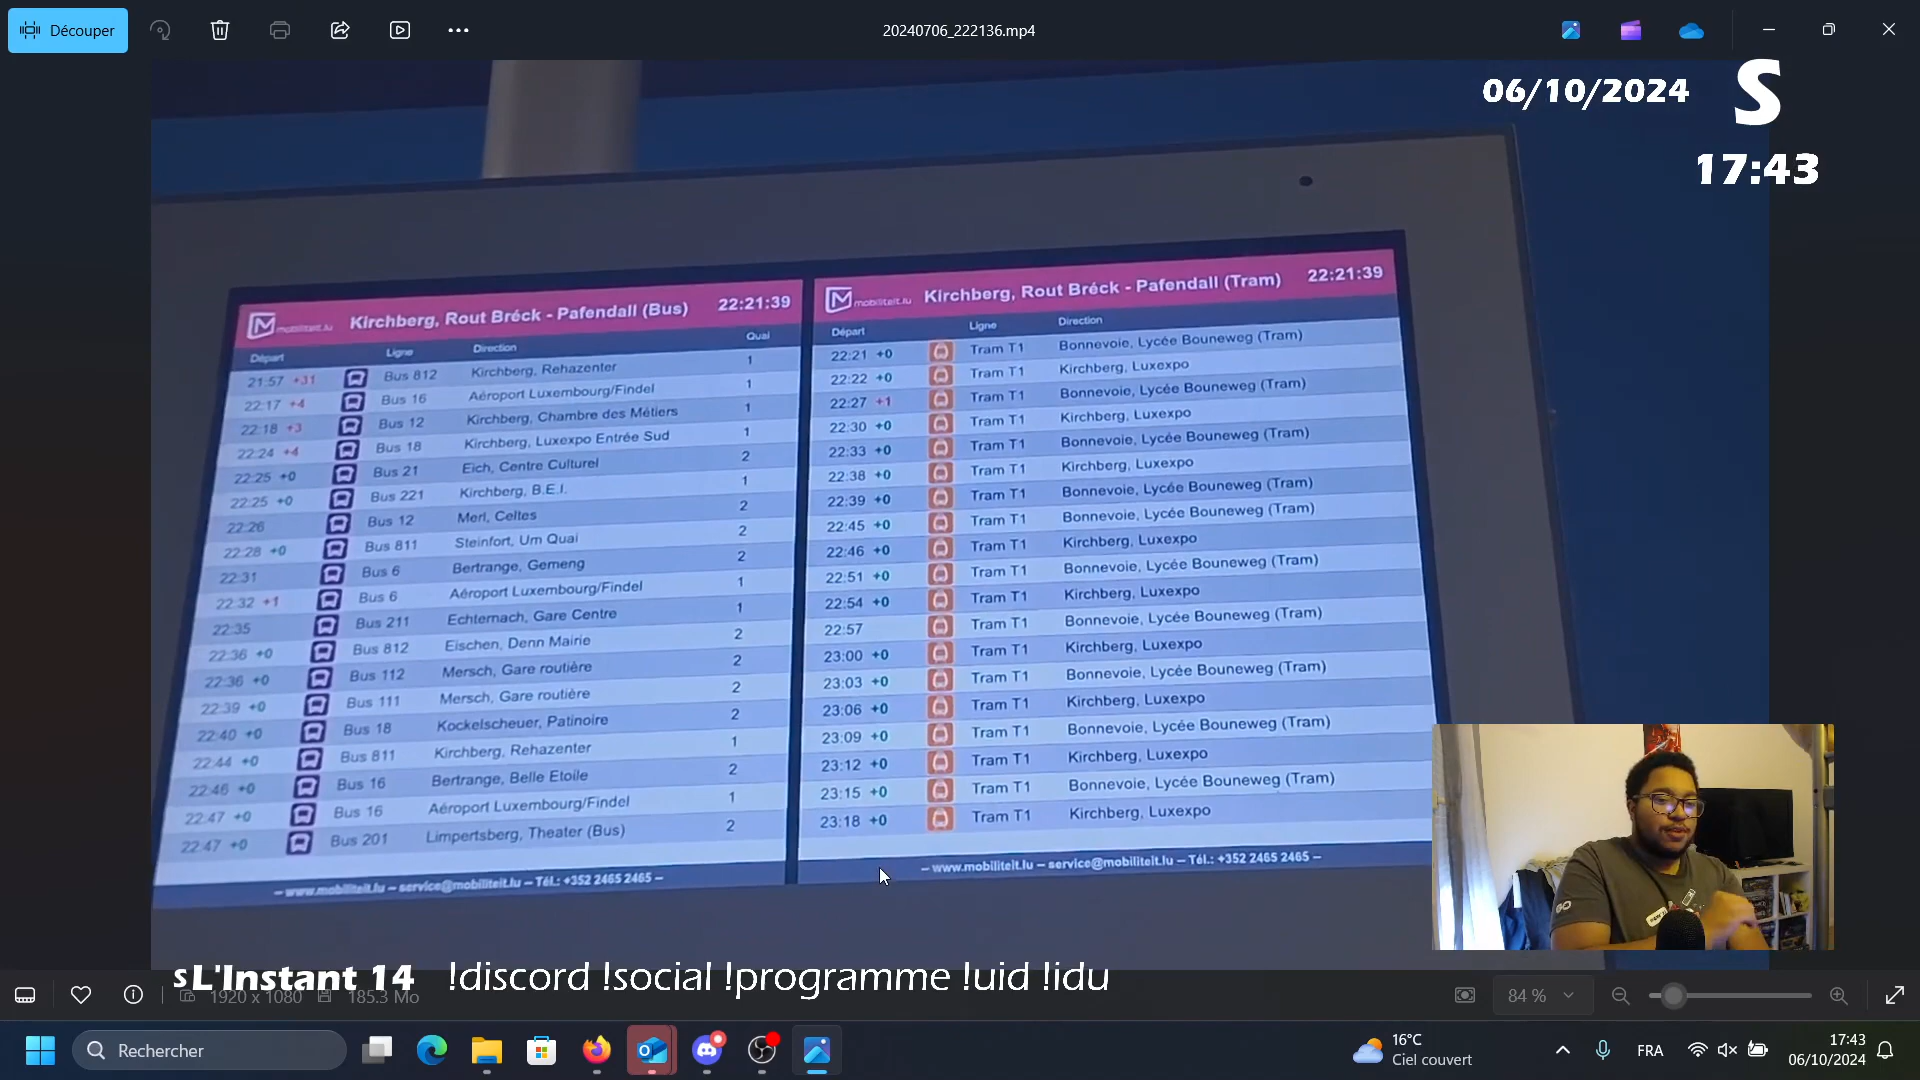 Découper
20240706_222136.mp4
06/10/2024
S
17:43
mobiliteit.lu Kirchberg, Rout Bréck - Pafendall (Bus) 22:21:39
Départ Ligne Direction Quai
21:57 +31 Bus 812 Kirchberg, Rehazenter 1
22:17 +4 Bus 16 Aéroport Luxembourg/Findel 1
22:18 +3 Bus 12 Kirchberg, Chambre des Métiers 1
22:24 +4 Bus 18 Kirchberg, Luxexpo Entrée Sud 1
22:25 +0 Bus 21 Eich, Centre Culturel 2
22:25 +0 Bus 221 Kirchberg, B.E.I. 1
22:26 Bus 12 Merl, Celtes 2
22:28 +0 Bus 811 Steinfort, Um Quai 2
22:31 Bus 6 Bertrange, Gemeng 2
22:32 +1 Bus 6 Aéroport Luxembourg/Findel 1
22:35 Bus 211 Echternach, Gare Centre 1
22:36 +0 Bus 812 Eischen, Denn Mairie 2
22:36 +0 Bus 112 Mersch, Gare routière 2
22:39 +0 Bus 111 Mersch, Gare routière 2
22:40 +0 Bus 18 Kockelscheuer, Patinoire 2
22:44 +0 Bus 811 Kirchberg, Rehazenter 1
22:46 +0 Bus 16 Bertrange, Belle Etoile 2
22:47 +0 Bus 16 Aéroport Luxembourg/Findel 1
22:47 +0 Bus 201 Limpertsberg, Theater (Bus) 2
– www.mobiliteit.lu – service@mobiliteit.lu – Tél.: +352 2465 2465 –
mobiliteit.lu Kirchberg, Rout Bréck - Pafendall (Tram) 22:21:39
Départ Ligne Direction
22:21 +0 Tram T1 Bonnevoie, Lycée Bouneweg (Tram)
22:22 +0 Tram T1 Kirchberg, Luxexpo
22:27 +1 Tram T1 Bonnevoie, Lycée Bouneweg (Tram)
22:30 +0 Tram T1 Kirchberg, Luxexpo
22:33 +0 Tram T1 Bonnevoie, Lycée Bouneweg (Tram)
22:38 +0 Tram T1 Kirchberg, Luxexpo
22:39 +0 Tram T1 Bonnevoie, Lycée Bouneweg (Tram)
22:45 +0 Tram T1 Bonnevoie, Lycée Bouneweg (Tram)
22:46 +0 Tram T1 Kirchberg, Luxexpo
22:51 +0 Tram T1 Bonnevoie, Lycée Bouneweg (Tram)
22:54 +0 Tram T1 Kirchberg, Luxexpo
22:57 Tram T1 Bonnevoie, Lycée Bouneweg (Tram)
23:00 +0 Tram T1 Kirchberg, Luxexpo
23:03 +0 Tram T1 Bonnevoie, Lycée Bouneweg (Tram)
23:06 +0 Tram T1 Kirchberg, Luxexpo
23:09 +0 Tram T1 Bonnevoie, Lycée Bouneweg (Tram)
23:12 +0 Tram T1 Kirchberg, Luxexpo
23:15 +0 Tram T1 Bonnevoie, Lycée Bouneweg (Tram)
23:18 +0 Tram T1 Kirchberg, Luxexpo
– www.mobiliteit.lu – service@mobiliteit.lu – Tél.: +352 2465 2465 –
sL'Instant 14 !discord !social !programme !uid !idu
1920 x 1080 185.3 Mo
84 %
Rechercher
16°C
Ciel couvert
FRA
17:43
06/10/2024